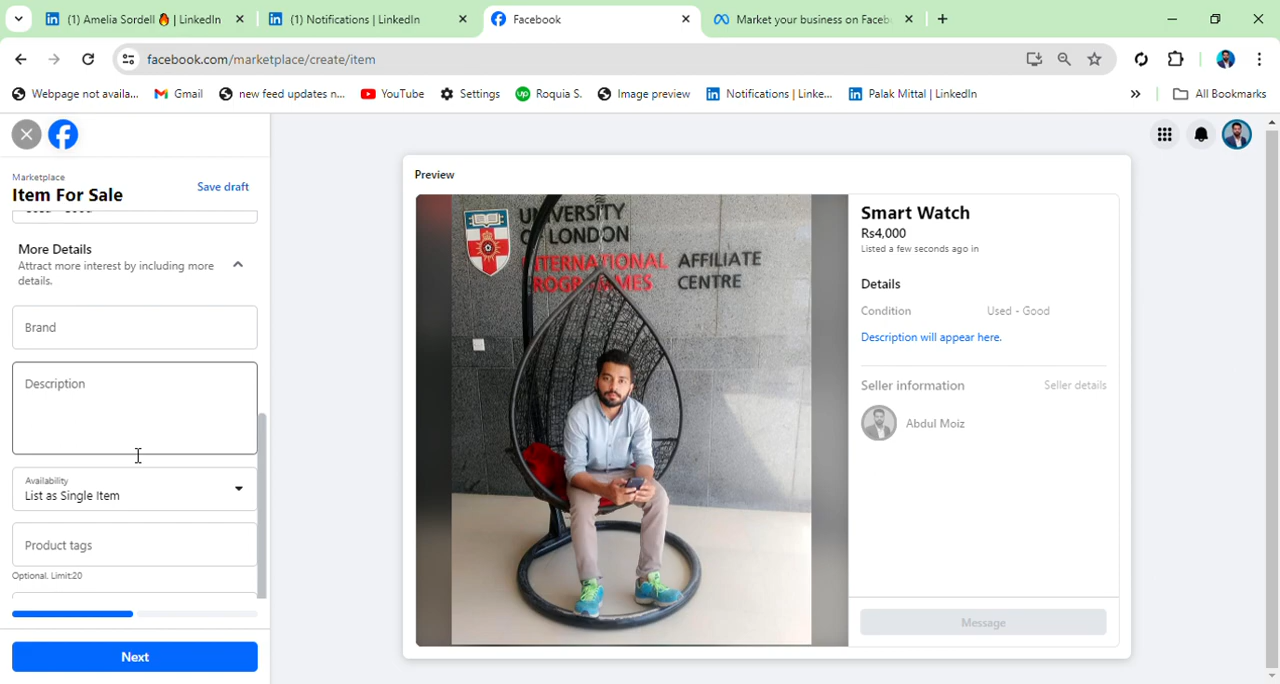 (1) Amelia Sordell 🔥 | LinkedIn
(1) Notifications | LinkedIn
Facebook
Market your business on Faceb
facebook.com/marketplace/create/item
Webpage not availa...
Gmail
new feed updates n...
YouTube
Settings
Roquia S.
Image preview
Notifications | Linke...
Palak Mittal | LinkedIn
All Bookmarks
Marketplace
Item For Sale
Save draft
More Details
Attract more interest by including more
details.
Brand
Description
Availability
List as Single Item
Product tags
Optional. Limit:20
Next
Preview
UNIVERSITY
OF LONDON
INTERNATIONAL
PROGRAMMES
AFFILIATE
CENTRE
Smart Watch
Rs4,000
Listed a few seconds ago in
Details
Condition
Used - Good
Description will appear here.
Seller information
Seller details
Abdul Moiz
Message